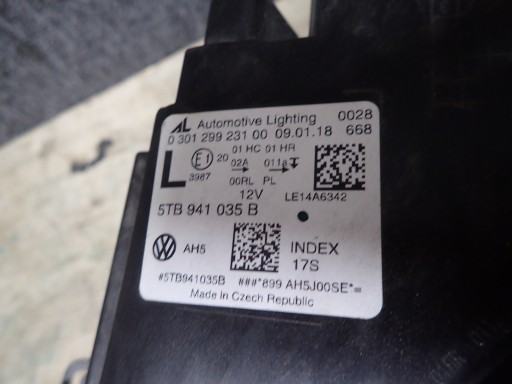 AL Automotive Lighting 0028
0 301 299 231 00 09.01.18 668
L E1 20 01 HC 01 HR
02A 011a
3987 00RL PL
12V LE14A6342
5TB 941 035 B
AH5 INDEX
17S
#5TB941035B ###*899 AH5J00SE*=
Made in Czech Republic